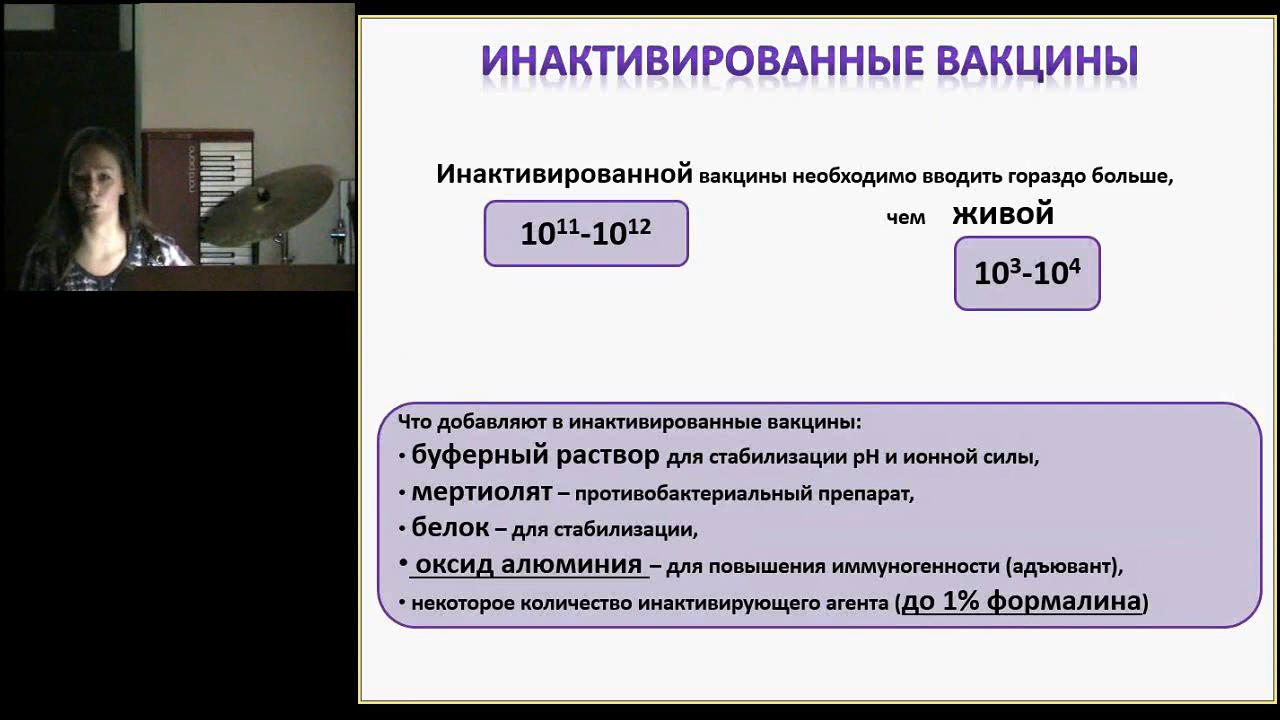 ИНАКТИВИРОВАННЫЕ ВАКЦИНЫ
Инактивированной вакцины необходимо вводить гораздо больше,
чем живой
10¹¹-10¹²
10³-10⁴
Что добавляют в инактивированные вакцины:
• буферный раствор для стабилизации pH и ионной силы,
• мертиолят – противобактериальный препарат,
• белок – для стабилизации,
• оксид алюминия – для повышения иммуногенности (адъювант),
• некоторое количество инактивирующего агента (до 1% формалина)
nord piano